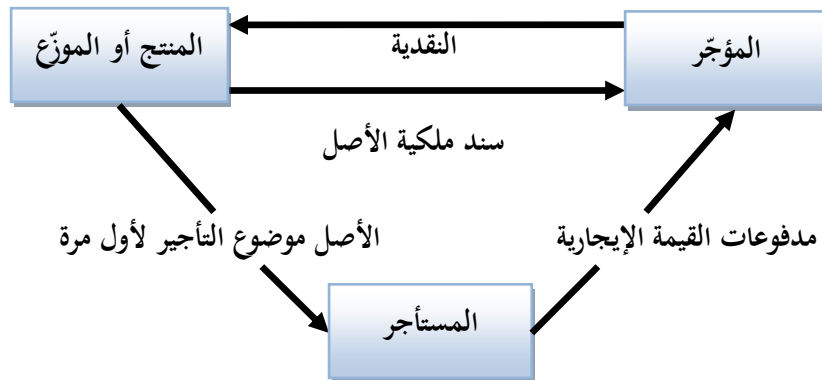 المؤجّر
النقدية
المنتج أو الموزّع
سند ملكية الأصل
مدفوعات القيمة الإيجارية
الأصل موضوع التأجير لأول مرة
المستأجر